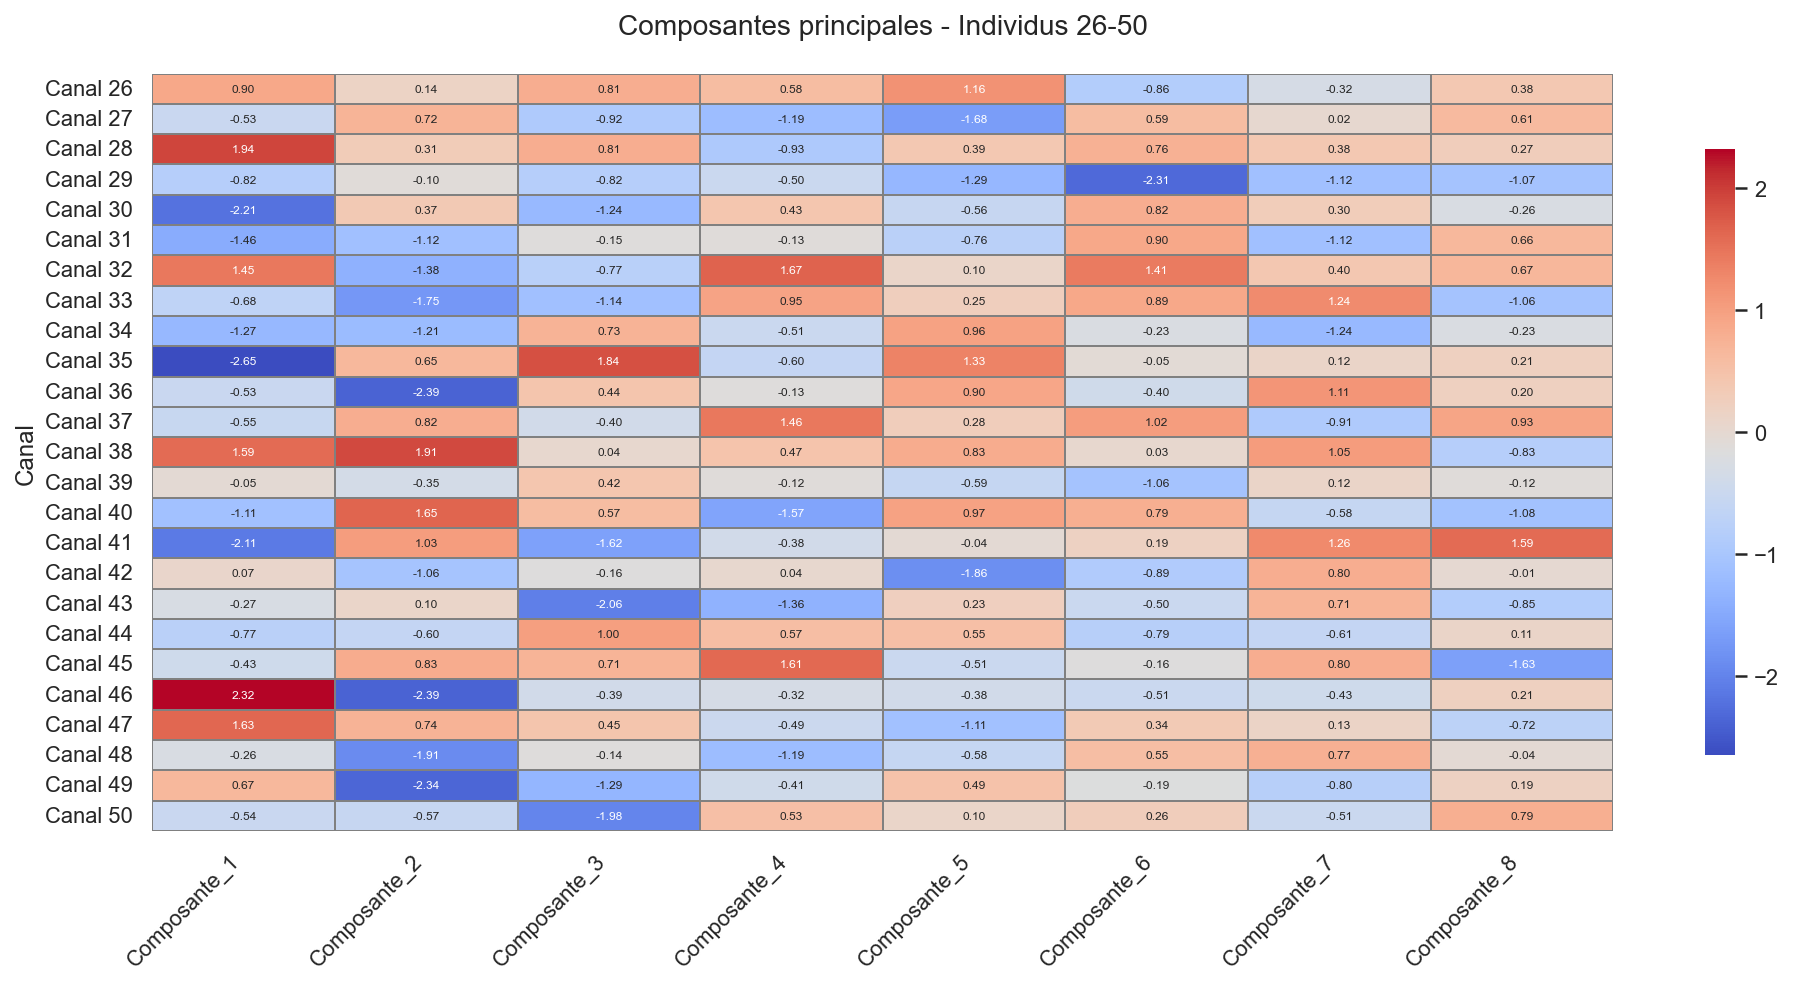 Composantes principales - Individus 26-50
Canal
Canal 26 0.90 0.14 0.81 0.58 1.16 -0.86 -0.32 0.38
Canal 27 -0.53 0.72 -0.92 -1.19 -1.68 0.59 0.02 0.61
Canal 28 1.94 0.31 0.81 -0.93 0.39 0.76 0.38 0.27
Canal 29 -0.82 -0.10 -0.82 -0.50 -1.29 -2.31 -1.12 -1.07
Canal 30 -2.21 0.37 -1.24 0.43 -0.56 0.82 0.30 -0.26
Canal 31 -1.46 -1.12 -0.15 -0.13 -0.76 0.90 -1.12 0.66
Canal 32 1.45 -1.38 -0.77 1.67 0.10 1.41 0.40 0.67
Canal 33 -0.68 -1.75 -1.14 0.95 0.25 0.89 1.24 -1.06
Canal 34 -1.27 -1.21 0.73 -0.51 0.96 -0.23 -1.24 -0.23
Canal 35 -2.65 0.65 1.84 -0.60 1.33 -0.05 0.12 0.21
Canal 36 -0.53 -2.39 0.44 -0.13 0.90 -0.40 1.11 0.20
Canal 37 -0.55 0.82 -0.40 1.46 0.28 1.02 -0.91 0.93
Canal 38 1.59 1.91 0.04 0.47 0.83 0.03 1.05 -0.83
Canal 39 -0.05 -0.35 0.42 -0.12 -0.59 -1.06 0.12 -0.12
Canal 40 -1.11 1.65 0.57 -1.57 0.97 0.79 -0.58 -1.08
Canal 41 -2.11 1.03 -1.62 -0.38 -0.04 0.19 1.26 1.59
Canal 42 0.07 -1.06 -0.16 0.04 -1.86 -0.89 0.80 -0.01
Canal 43 -0.27 0.10 -2.06 -1.36 0.23 -0.50 0.71 -0.85
Canal 44 -0.77 -0.60 1.00 0.57 0.55 -0.79 -0.61 0.11
Canal 45 -0.43 0.83 0.71 1.61 -0.51 -0.16 0.80 -1.63
Canal 46 2.32 -2.39 -0.39 -0.32 -0.38 -0.51 -0.43 0.21
Canal 47 1.63 0.74 0.45 -0.49 -1.11 0.34 0.13 -0.72
Canal 48 -0.26 -1.91 -0.14 -1.19 -0.58 0.55 0.77 -0.04
Canal 49 0.67 -2.34 -1.29 -0.41 0.49 -0.19 -0.80 0.19
Canal 50 -0.54 -0.57 -1.98 0.53 0.10 0.26 -0.51 0.79
Composante_1 Composante_2 Composante_3 Composante_4 Composante_5 Composante_6 Composante_7 Composante_8
2
1
0
−1
−2